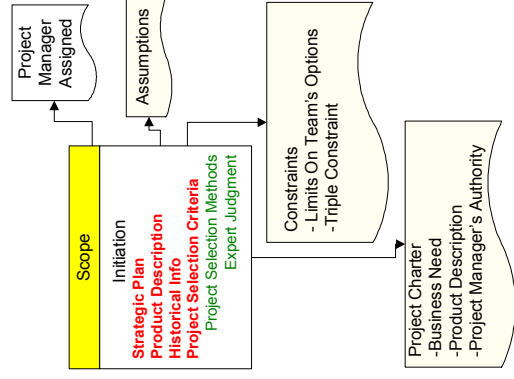 Scope
Initiation
Strategic Plan
Product Description
Historical Info
Project Selection Criteria
Project Selection Methods
Expert Judgment
Project
Manager
Assigned
Assumptions
Constraints
- Limits On Team's Options
-Triple Constraint
Project Charter
-Business Need
-Product Description
-Project Manager's Authority